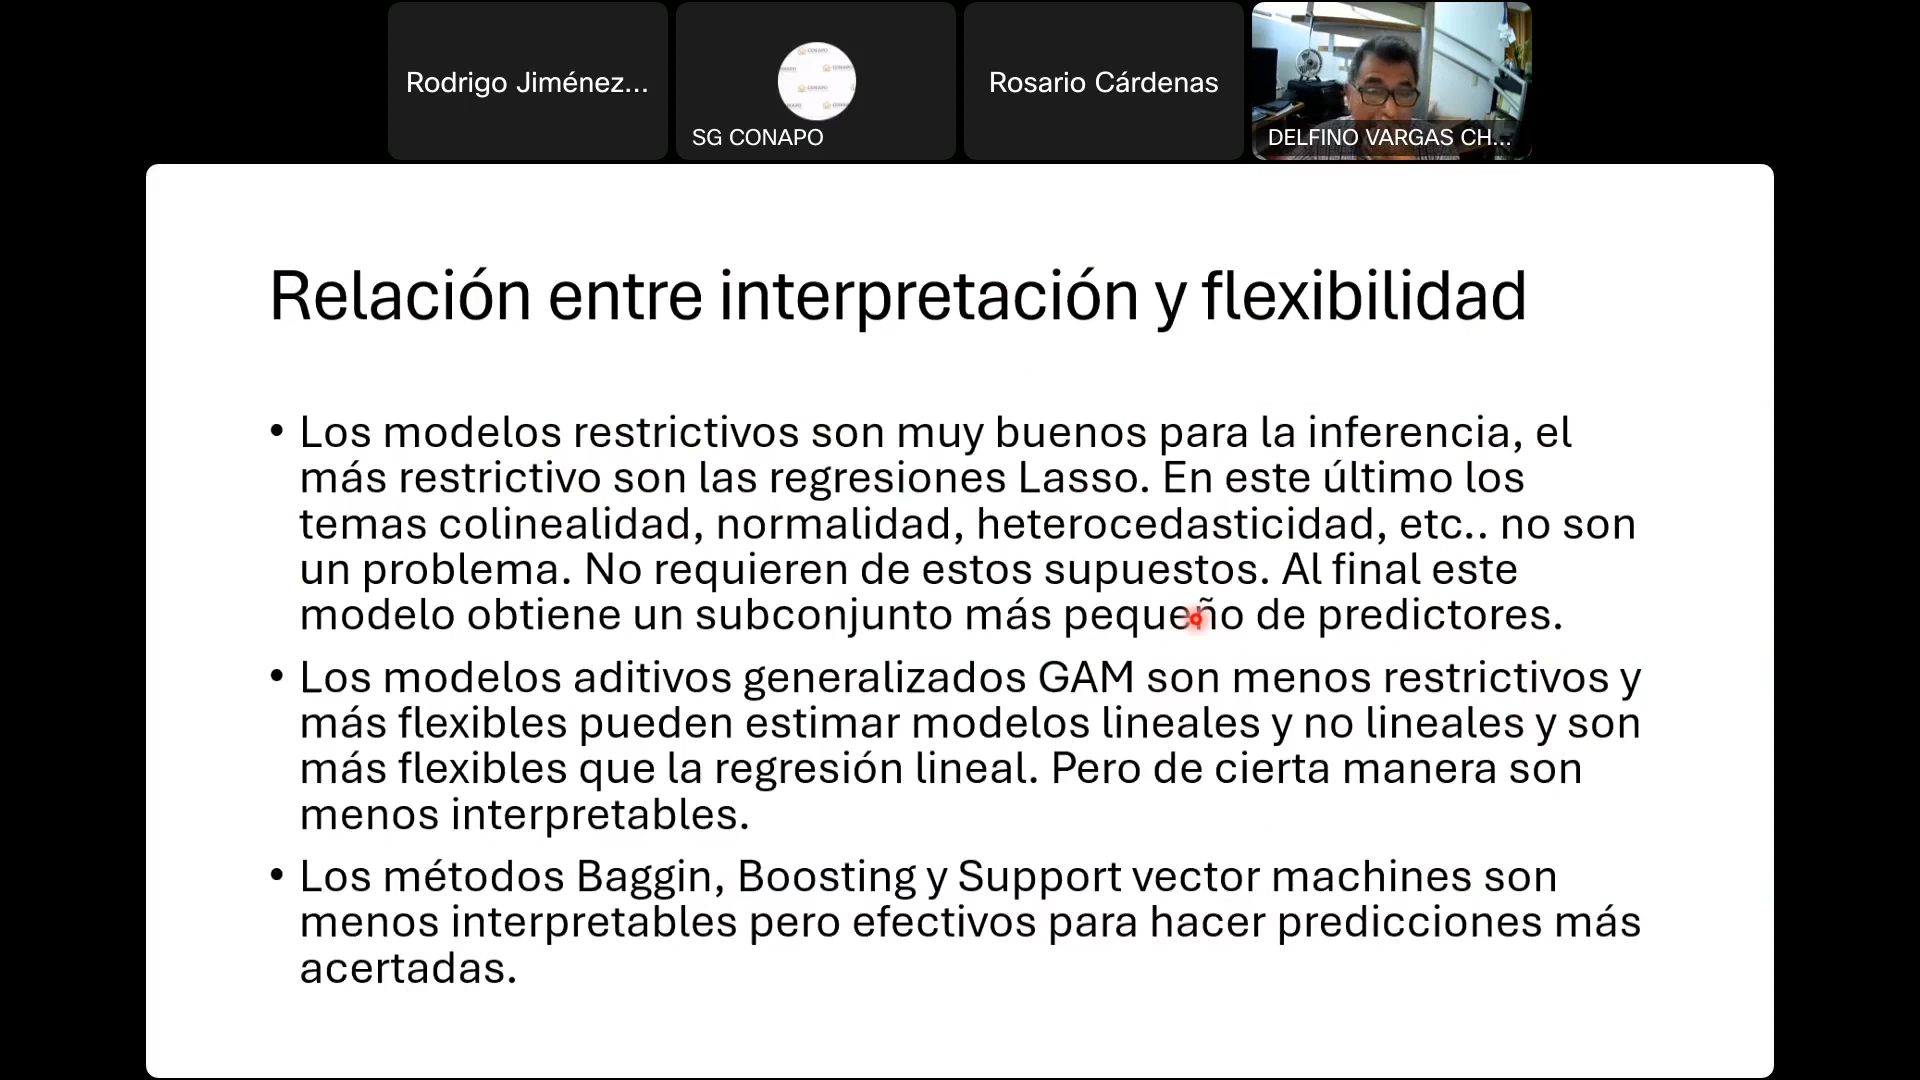 Rodrigo Jiménez...
CONAPO
CONAPO
CONAPO
CONAPO
SG CONAPO
Rosario Cárdenas
DELFINO VARGAS CH...
Relación entre interpretación y flexibilidad
• Los modelos restrictivos son muy buenos para la inferencia, el
más restrictivo son las regresiones Lasso. En este último los
temas colinealidad, normalidad, heterocedasticidad, etc.. no son
un problema. No requieren de estos supuestos. Al final este
modelo obtiene un subconjunto más pequeño de predictores.
• Los modelos aditivos generalizados GAM son menos restrictivos y
más flexibles pueden estimar modelos lineales y no lineales y son
más flexibles que la regresión lineal. Pero de cierta manera son
menos interpretables.
• Los métodos Baggin, Boosting y Support vector machines son
menos interpretables pero efectivos para hacer predicciones más
acertadas.